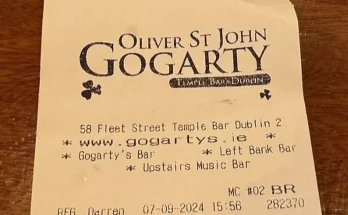 OLIVER ST JOHN
GOGARTY
TEMPLE BAR • DUBLIN
58 Fleet Street Temple Bar Dublin 2
* www.gogartys.ie *
* Gogarty's Bar * Left Bank Bar
* Upstairs Music Bar
MC #02 BR
REG Darren 07-09-2024 15:56 282370